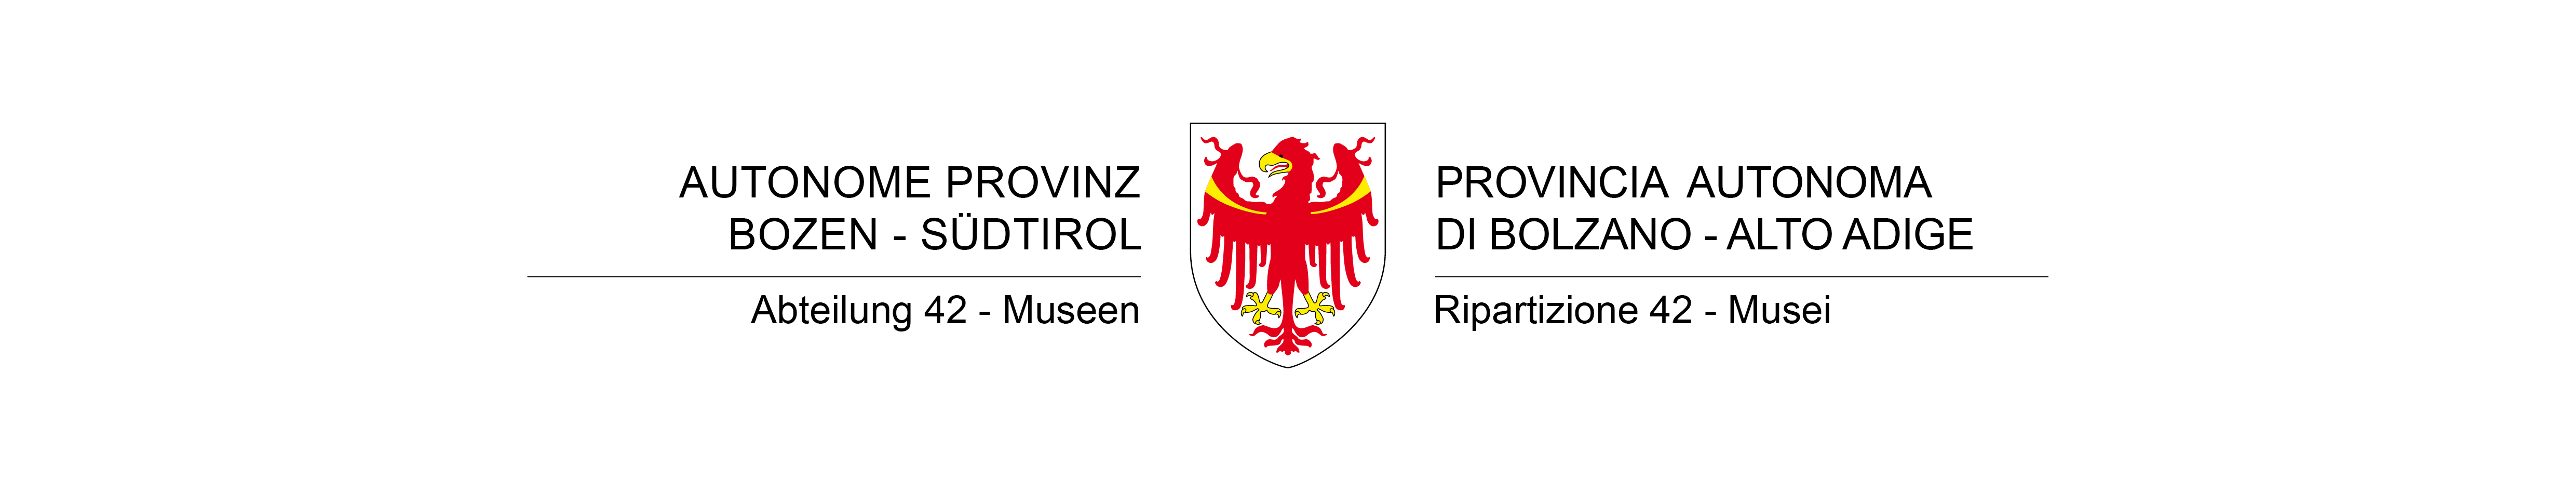 AUTONOME PROVINZ
BOZEN - SÜDTIROL
Abteilung 42 - Museen
PROVINCIA AUTONOMA
DI BOLZANO - ALTO ADIGE
Ripartizione 42 - Musei